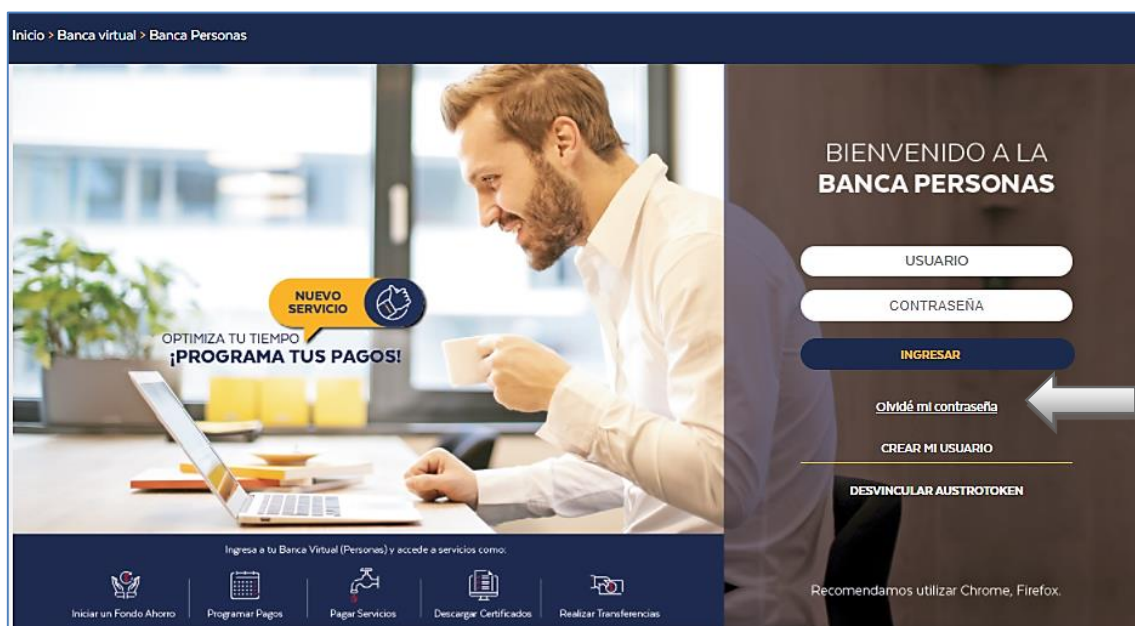 Inicio > Banca virtual > Banca Personas
NUEVO
SERVICIO
OPTIMIZA TU TIEMPO
¡PROGRAMA TUS PAGOS!
Ingresa a tu Banca Virtual (Personas) y accede a servicios como:
Iniciar un Fondo Ahorro
Programar Pagos
Pagar Servicios
Descargar Certificados
Realizar Transferencias
BIENVENIDO A LA
BANCA PERSONAS
USUARIO
CONTRASEÑA
INGRESAR
Olvidé mi contraseña
CREAR MI USUARIO
DESVINCULAR AUSTROTOKEN
Recomendamos utilizar Chrome, Firefox.